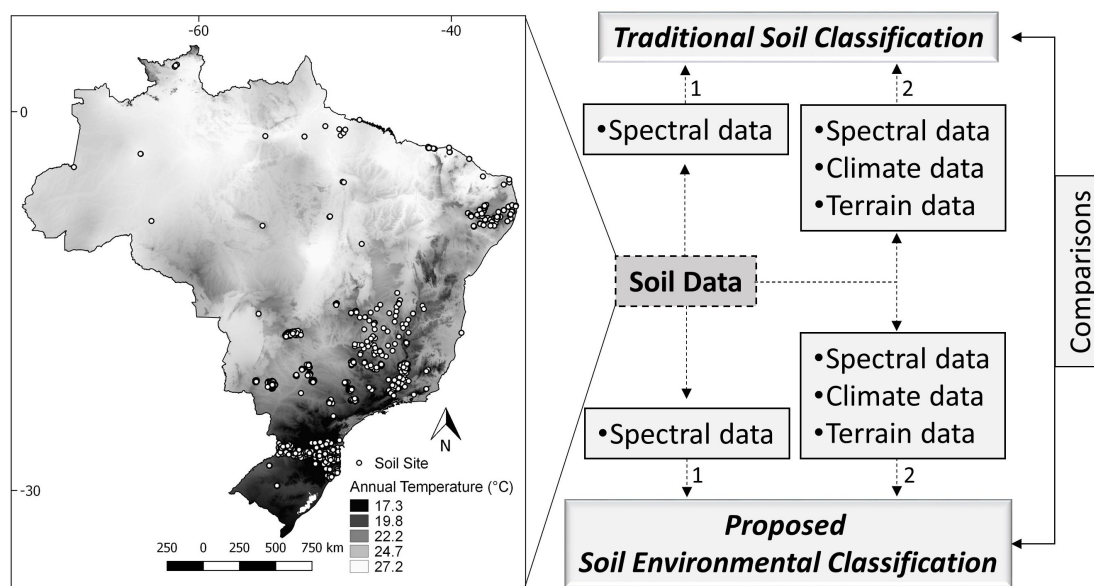 -60
-40
0
-30
Soil Site
Annual Temperature (°C)
17.3
19.8
22.2
24.7
27.2
N
250 0 250 500 750 km
Traditional Soil Classification
1
2
•Spectral data
•Spectral data
•Climate data
•Terrain data
Soil Data
Comparisons
•Spectral data
•Spectral data
•Climate data
•Terrain data
1
2
Proposed
Soil Environmental Classification